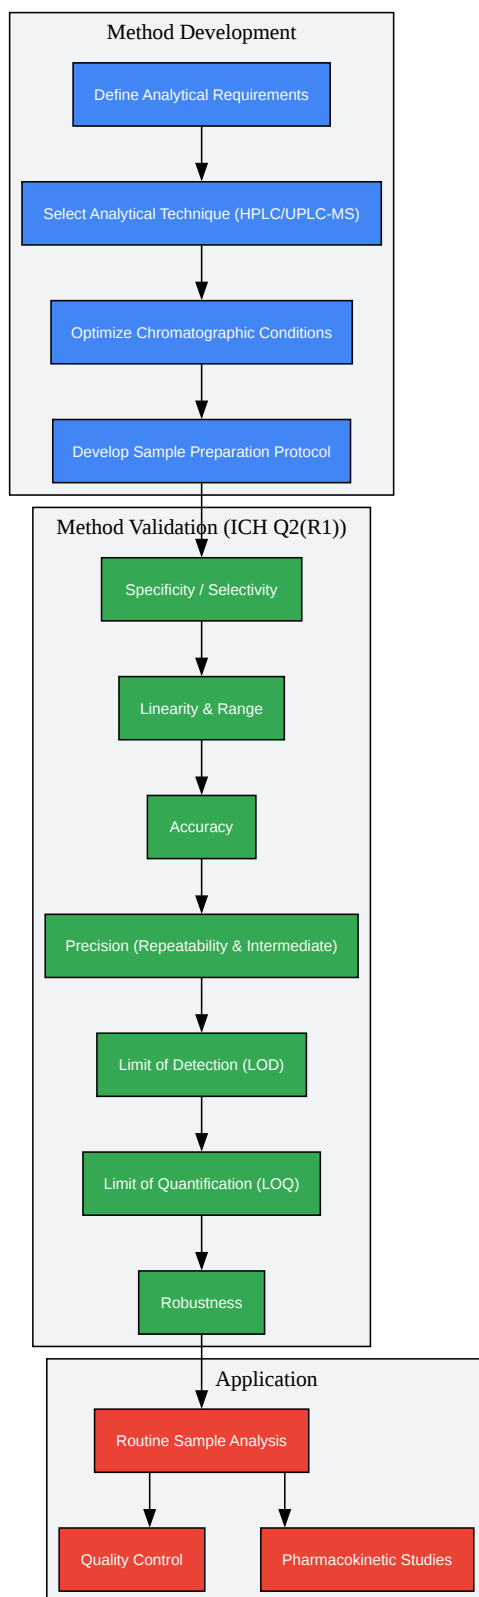 Method Development
Define Analytical Requirements
Select Analytical Technique (HPLC/UPLC-MS)
Optimize Chromatographic Conditions
Develop Sample Preparation Protocol
Method Validation (ICH Q2(R1))
Specificity / Selectivity
Linearity & Range
Accuracy
Precision (Repeatability & Intermediate)
Limit of Detection (LOD)
Limit of Quantification (LOQ)
Robustness
Application
Routine Sample Analysis
Quality Control
Pharmacokinetic Studies